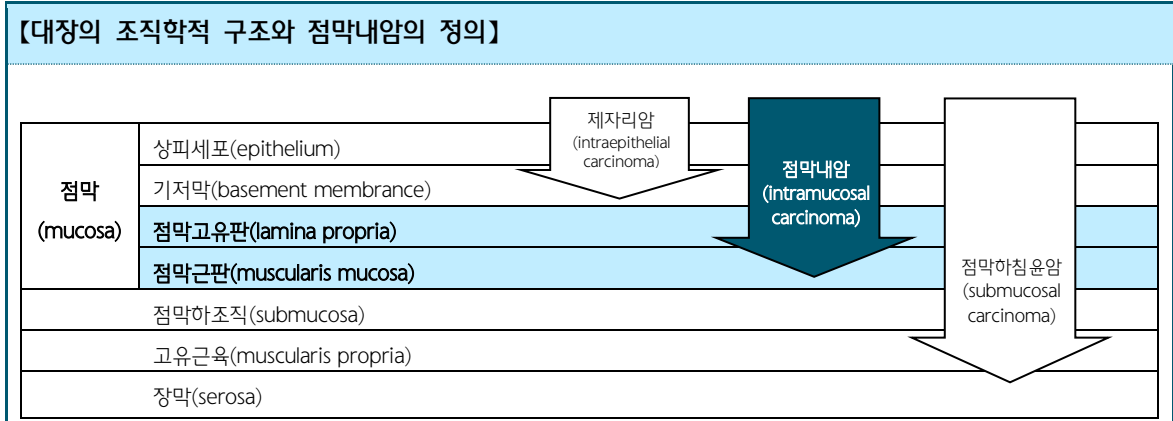 【대장의 조직학적 구조와 점막내암의 정의】
제자리암
(intraepithelial
carcinoma)
점막내암
(intramucosal
carcinoma)
점막하침윤암
(submucosal
carcinoma)
점막
(mucosa)
상피세포(epithelium)
기저막(basement membrance)
점막고유판(lamina propria)
점막근판(muscularis mucosa)
점막하조직(submucosa)
고유근육(muscularis propria)
장막(serosa)